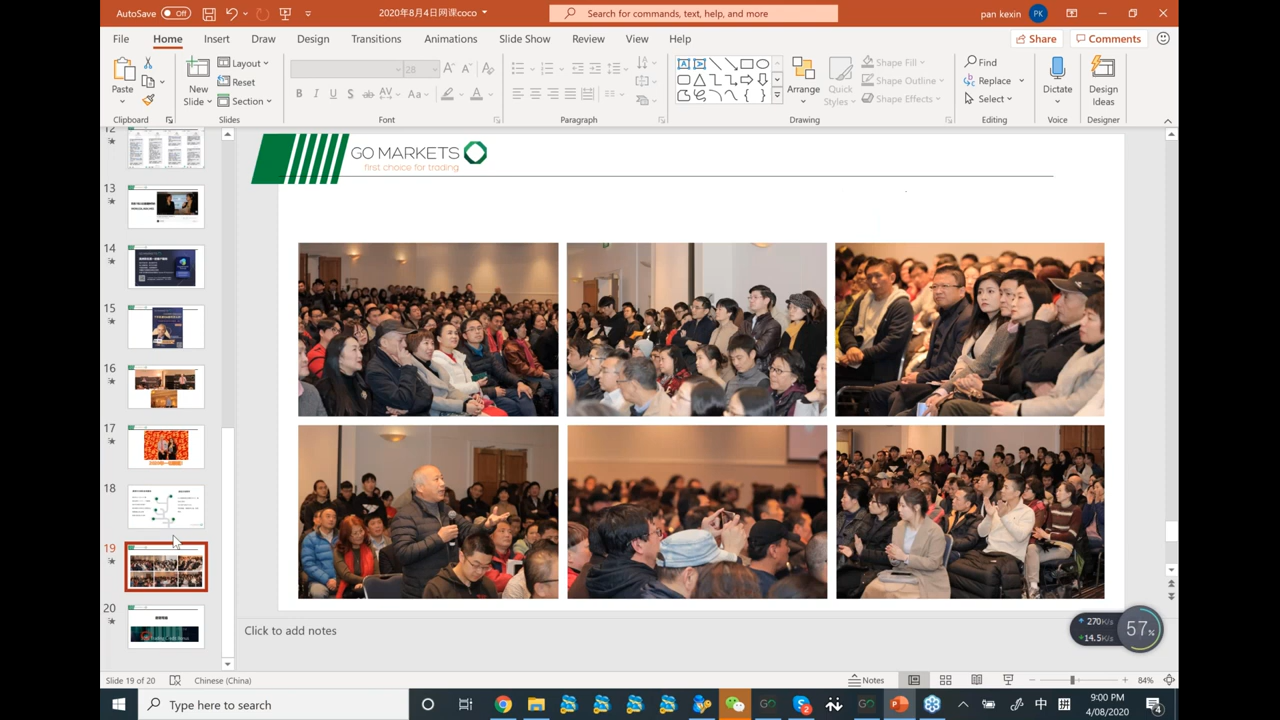 AutoSave Off
2020年8月4日网课coco
Search for commands, text, help, and more
pan kexin PK
File Home Insert Draw Design Transitions Animations Slide Show Review View Help
Share Comments
Paste
New Slide
Layout
Reset
Section
28
Arrange
Quick Styles
Shape Fill
Shape Outline
Shape Effects
Find
Replace
Select
Dictate
Design Ideas
Clipboard Slides Font Paragraph Drawing Editing Voice Designer
12
13
14
15
16
17
18
19
20
GO MARKETS
first choice for trading
Click to add notes
270K/s
14.5K/s
57%
Slide 19 of 20 Chinese (China)
Notes
84%
Type here to search
中
9:00 PM
4/08/2020